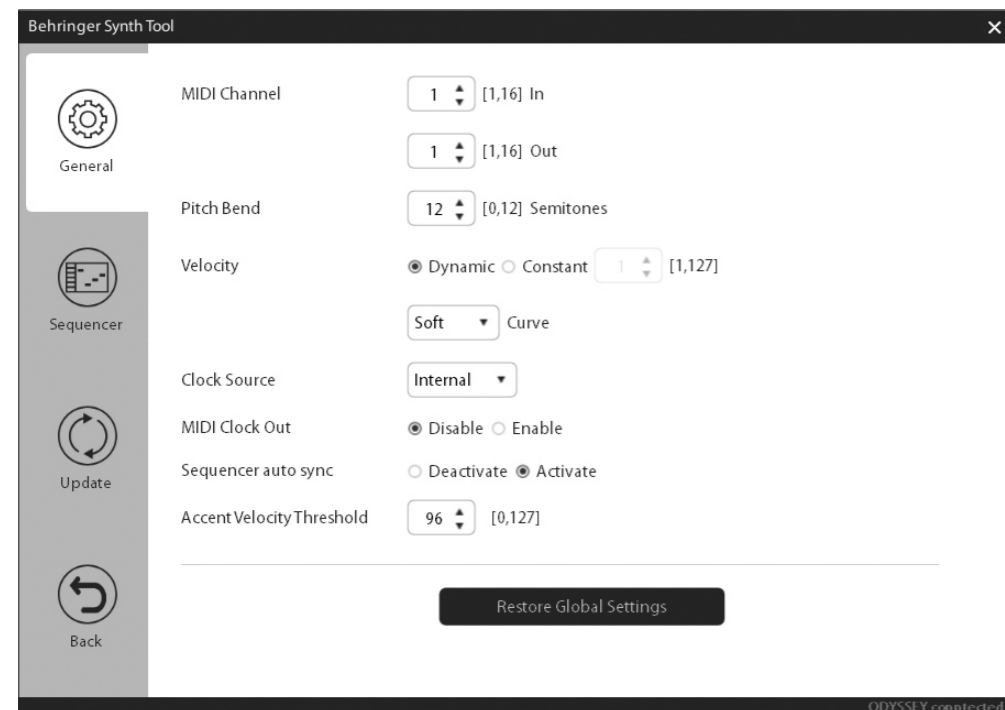 Behringer Synth Tool
General
Sequencer
Update
Back
MIDI Channel 1 [1,16] In
1 [1,16] Out
Pitch Bend 12 [0,12] Semitones
Velocity Dynamic Constant 1 [1,127]
Soft Curve
Clock Source Internal
MIDI Clock Out Disable Enable
Sequencer auto sync Deactivate Activate
Accent Velocity Threshold 96 [0,127]
Restore Global Settings
ODYSSEY conntected